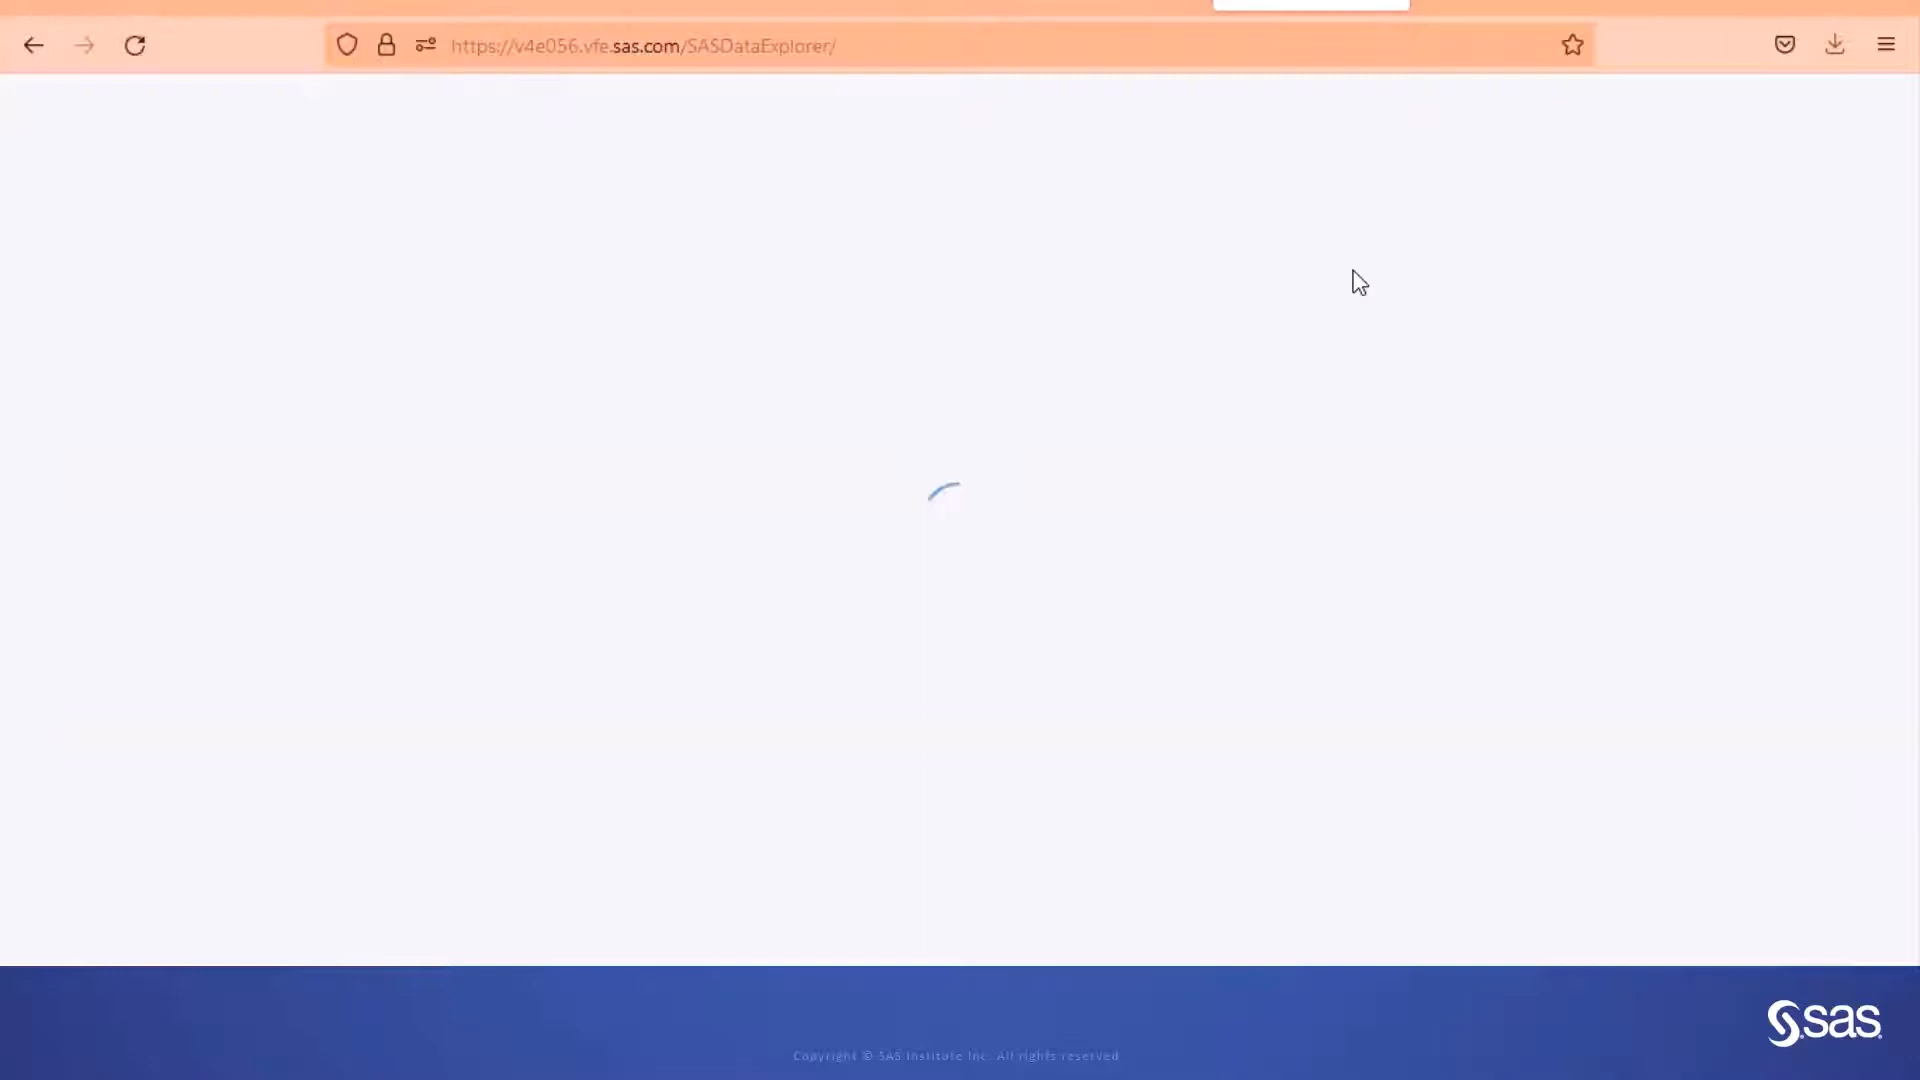 https://v4e056.vfe.sas.com/SASDataExplorer/
sas
Copyright © SAS Institute Inc. All rights reserved